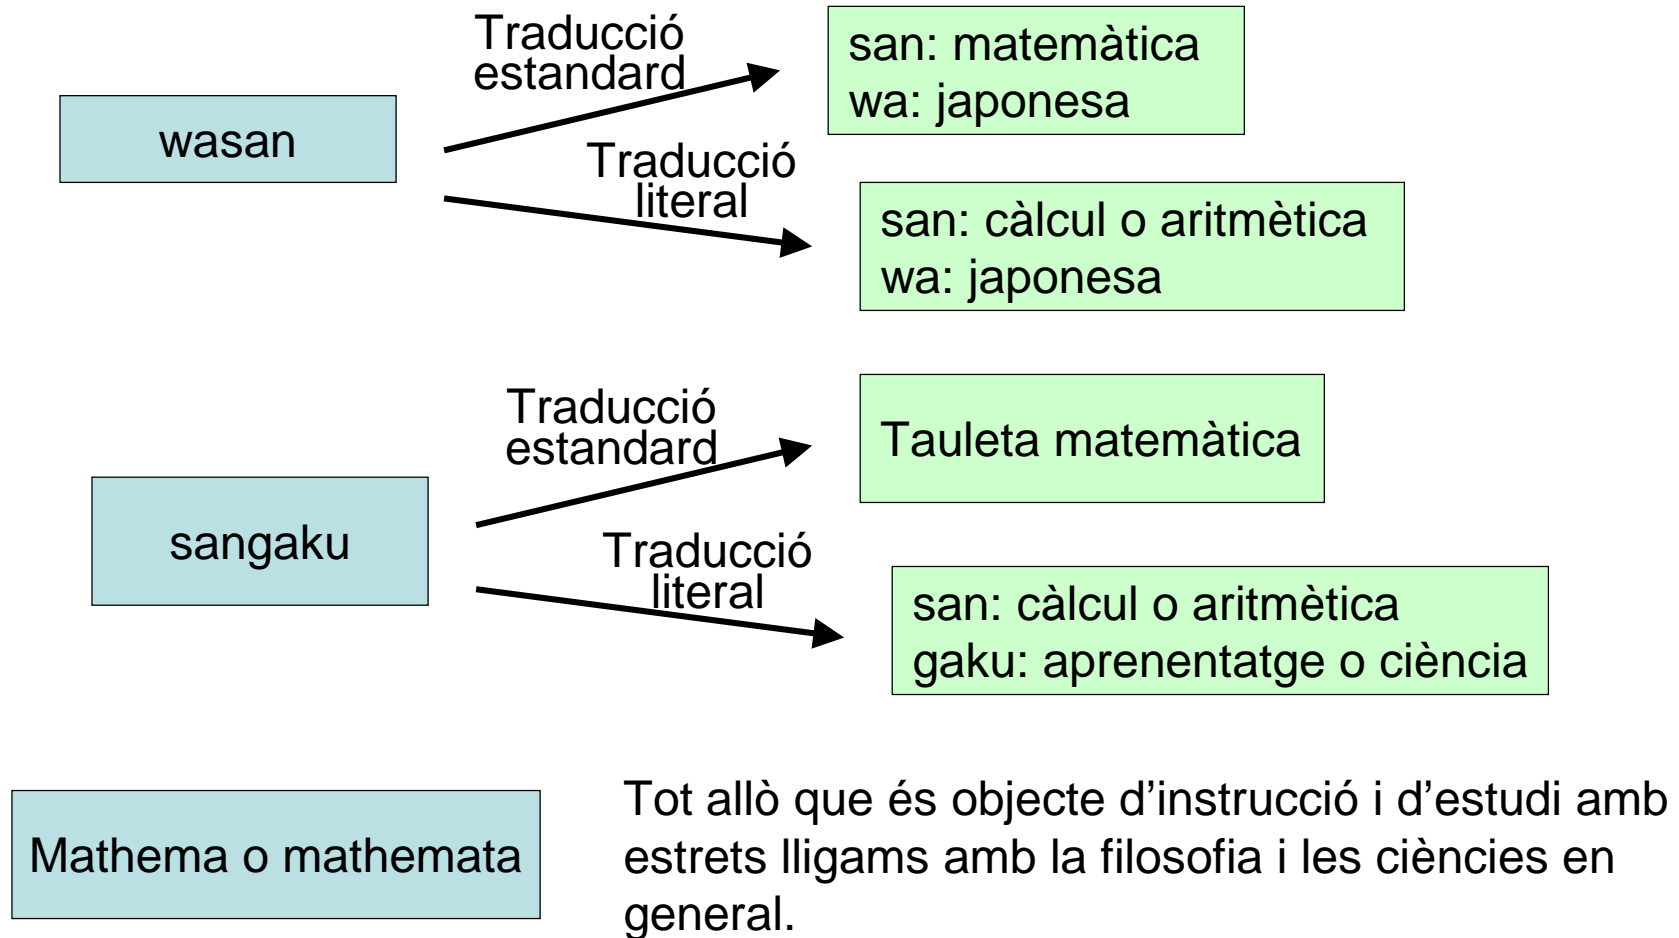 wasan
Traducció
estandard
san: matemàtica
wa: japonesa
Traducció
literal
san: càlcul o aritmètica
wa: japonesa
sangaku
Traducció
estandard
Tauleta matemàtica
Traducció
literal
san: càlcul o aritmètica
gaku: aprenentatge o ciència
Mathema o mathemata
Tot allò que és objecte d’instrucció i d’estudi amb
estrets lligams amb la filosofia i les ciències en
general.